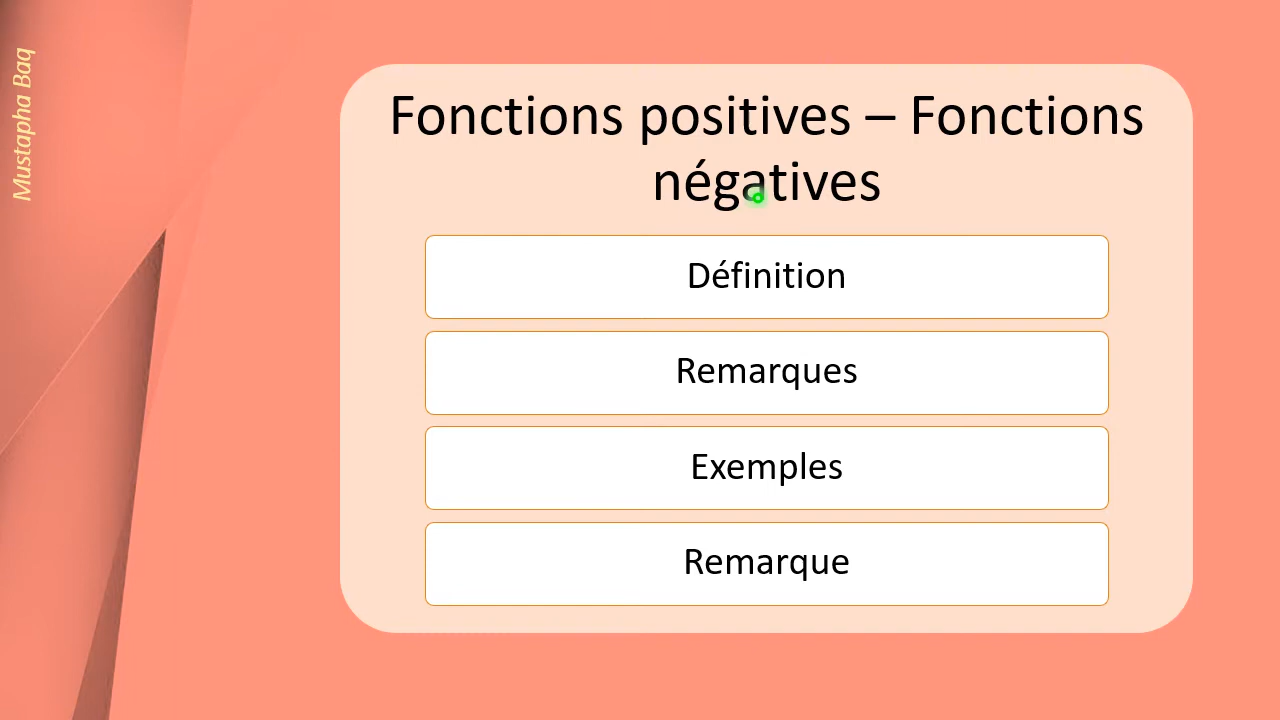 Mustapha Baq
Fonctions positives – Fonctions
négatives
Définition
Remarques
Exemples
Remarque